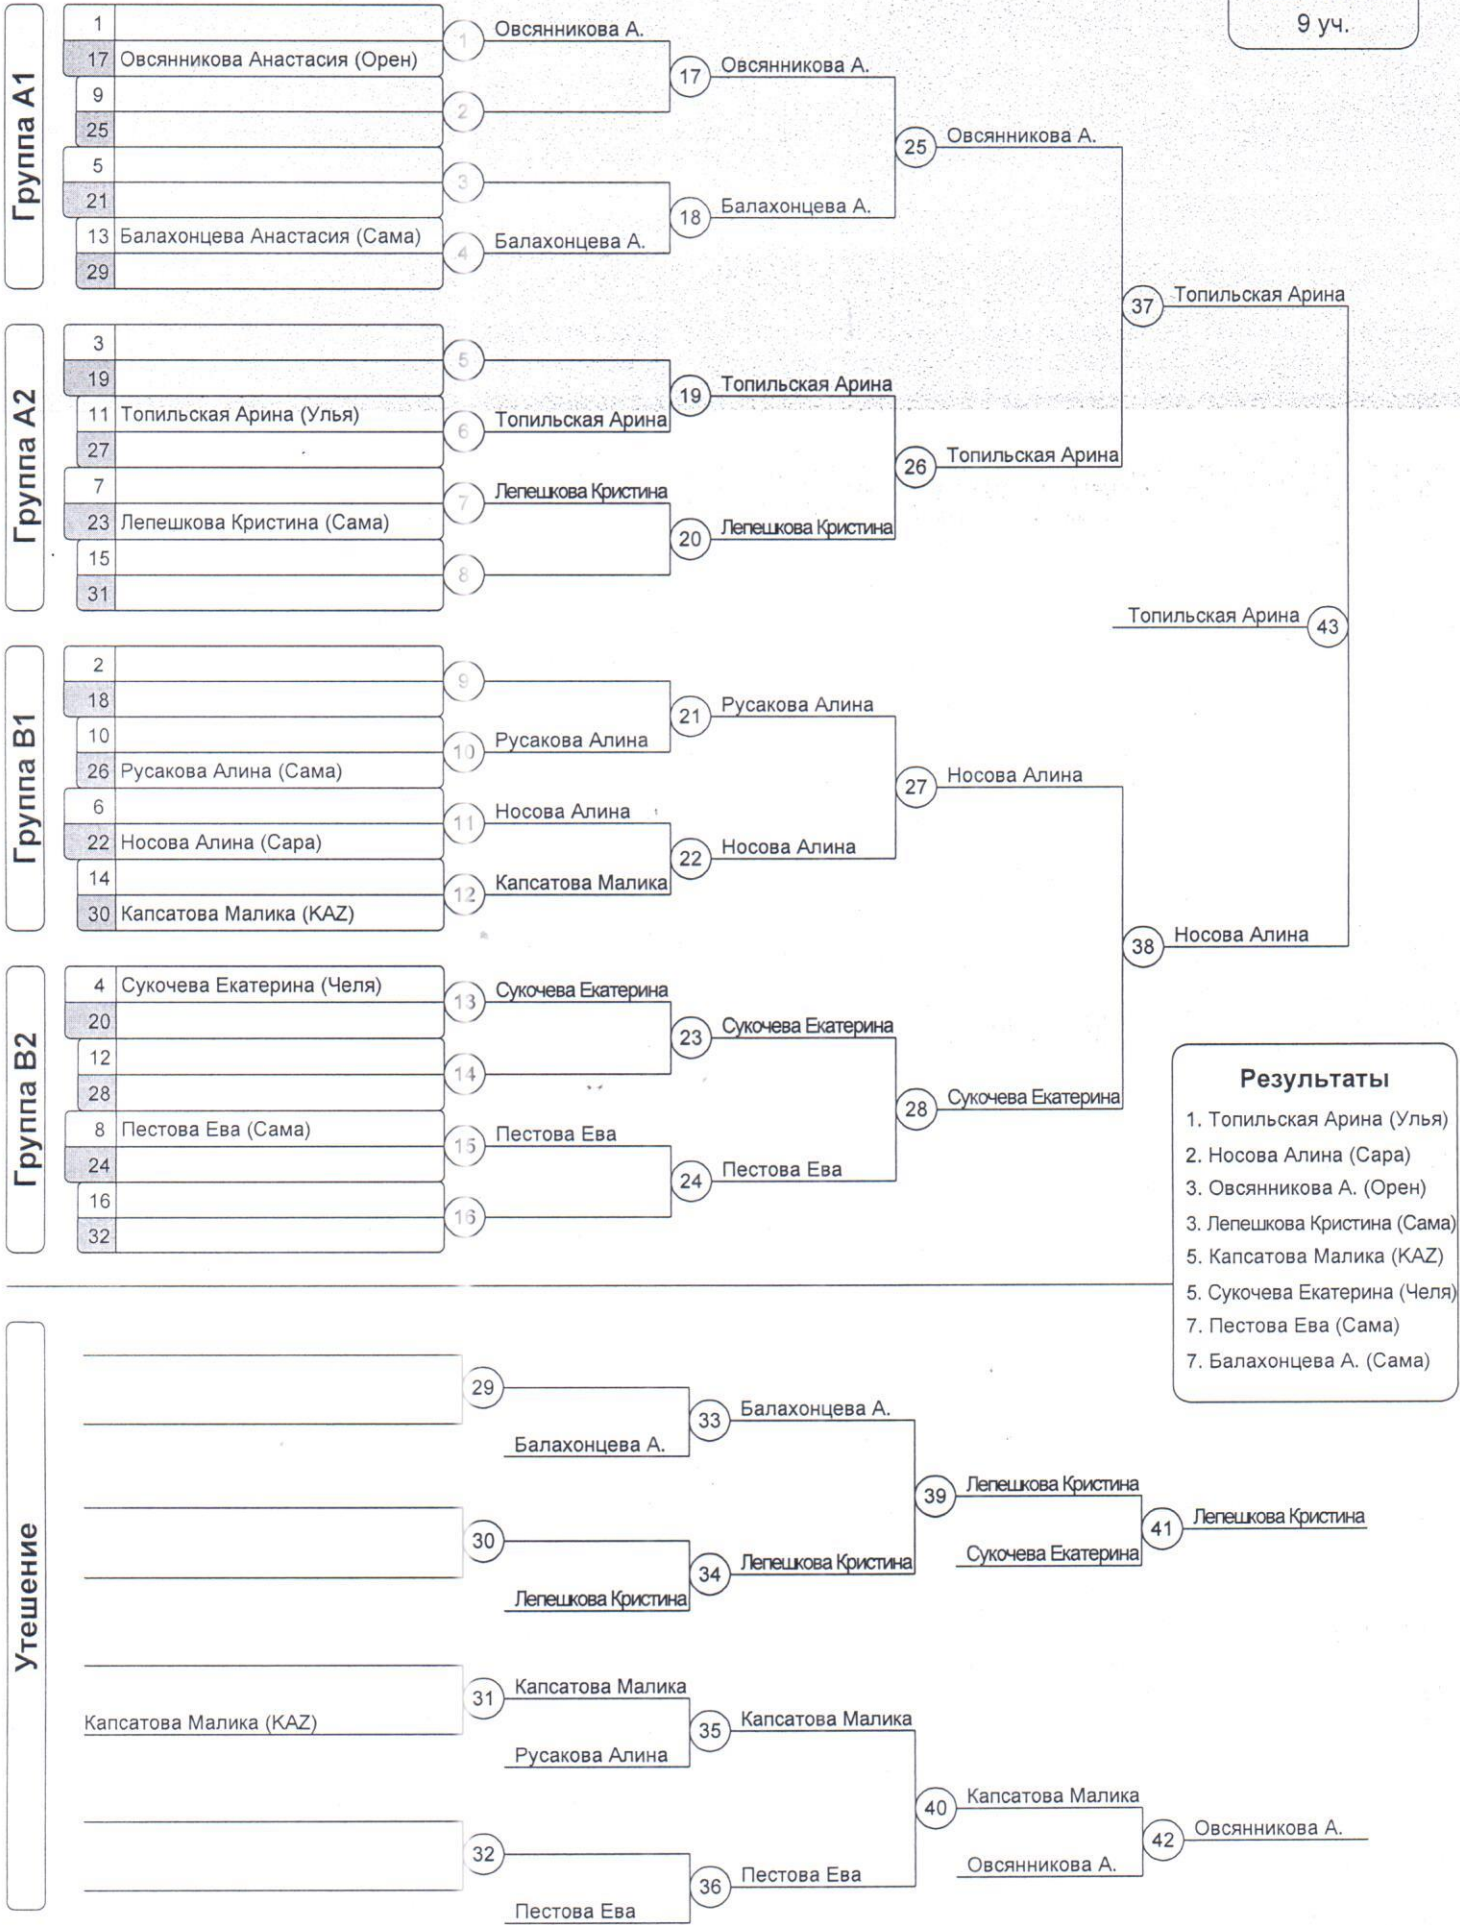 9 уч.
Группа А1
1
17 Овсянникова Анастасия (Орен)
9
25
5
21
13 Балахонцева Анастасия (Сама)
29
1 Овсянникова А.
2
3
4 Балахонцева А.
17 Овсянникова А.
18 Балахонцева А.
25 Овсянникова А.
Группа А2
3
19
11 Топильская Арина (Улья)
27
7
23 Лепешкова Кристина (Сама)
15
31
5
6 Топильская Арина
7 Лепешкова Кристина
8
19 Топильская Арина
20 Лепешкова Кристина
26 Топильская Арина
37 Топильская Арина
Топильская Арина 43
Группа В1
2
18
10
26 Русакова Алина (Сама)
6
22 Носова Алина (Сара)
14
30 Капсатова Малика (KAZ)
9
10 Русакова Алина
11 Носова Алина
12 Капсатова Малика
21 Русакова Алина
22 Носова Алина
27 Носова Алина
38 Носова Алина
Группа В2
4 Сукочева Екатерина (Челя)
20
12
28
8 Пестова Ева (Сама)
24
16
32
13 Сукочева Екатерина
14
15 Пестова Ева
16
23 Сукочева Екатерина
24 Пестова Ева
28 Сукочева Екатерина
Результаты
1. Топильская Арина (Улья)
2. Носова Алина (Сара)
3. Овсянникова А. (Орен)
3. Лепешкова Кристина (Сама)
5. Капсатова Малика (KAZ)
5. Сукочева Екатерина (Челя)
7. Пестова Ева (Сама)
7. Балахонцева А. (Сама)
Утешение
29
Балахонцева А.
33 Балахонцева А.
30
Лепешкова Кристина
34 Лепешкова Кристина
39 Лепешкова Кристина
Сукочева Екатерина
41 Лепешкова Кристина
Капсатова Малика (KAZ)
31 Капсатова Малика
Русакова Алина
35 Капсатова Малика
32
Пестова Ева
36 Пестова Ева
40 Капсатова Малика
Овсянникова А.
42 Овсянникова А.